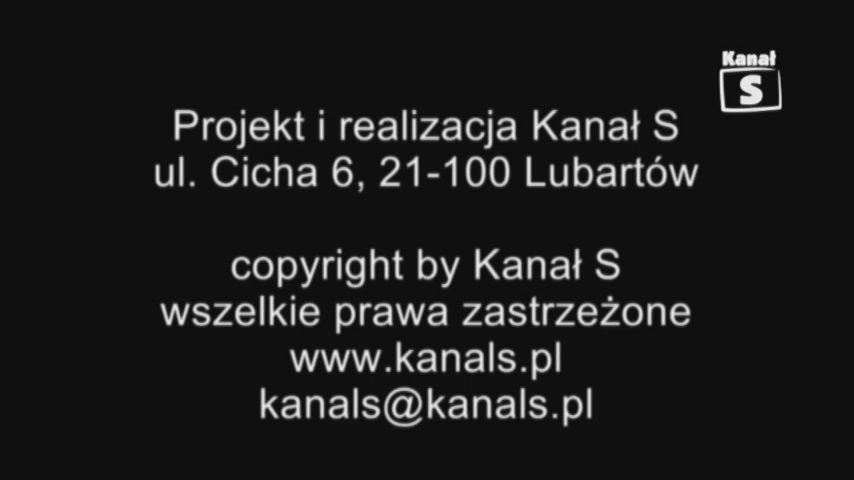 Kanał
S
Projekt i realizacja Kanał S
ul. Cicha 6, 21-100 Lubartów
copyright by Kanał S
wszelkie prawa zastrzeżone
www.kanals.pl
kanals@kanals.pl